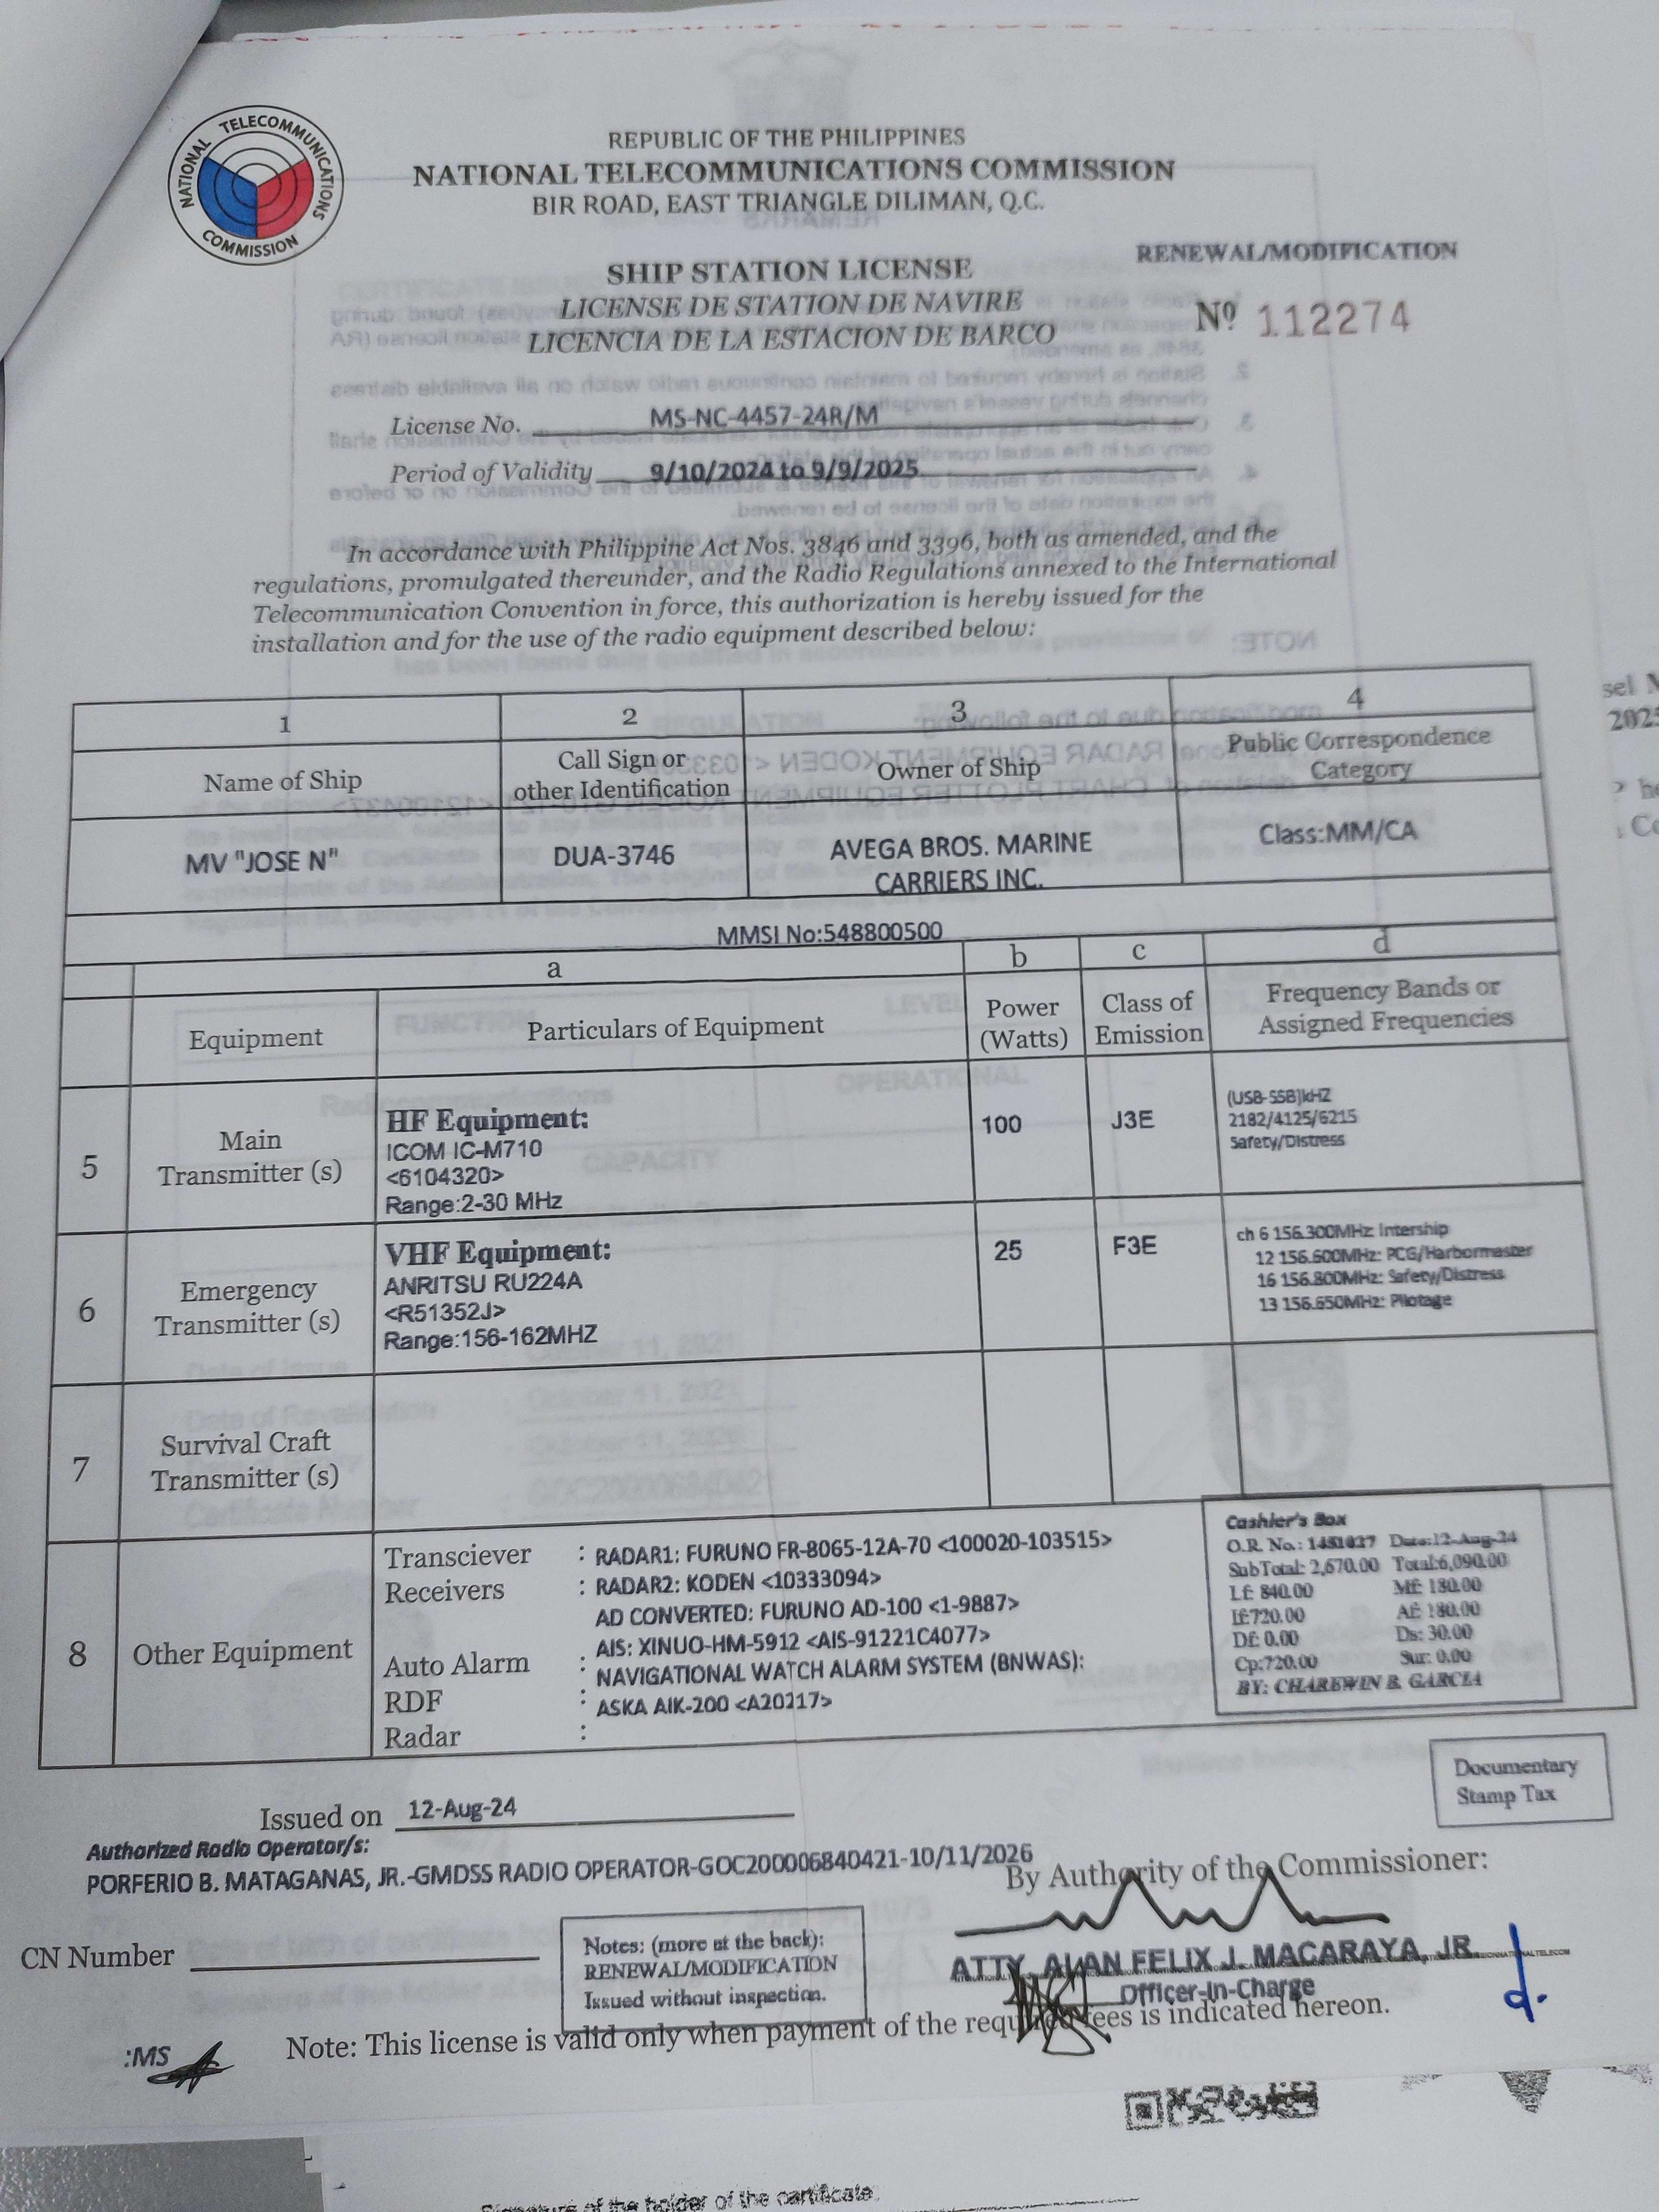 NATIONAL TELECOMMUNICATIONS COMMISSION
REPUBLIC OF THE PHILIPPINES
NATIONAL TELECOMMUNICATIONS COMMISSION
BIR ROAD, EAST TRIANGLE DILIMAN, Q.C.
RENEWAL/MODIFICATION
SHIP STATION LICENSE
LICENSE DE STATION DE NAVIRE
LICENCIA DE LA ESTACION DE BARCO
Nº 112274
License No. MS-NC-4457-24R/M
Period of Validity 9/10/2024 to 9/9/2025
In accordance with Philippine Act Nos. 3846 and 3396, both as amended, and the
regulations, promulgated thereunder, and the Radio Regulations annexed to the International
Telecommunication Convention in force, this authorization is hereby issued for the
installation and for the use of the radio equipment described below:
1 2 3 4
Name of Ship
Call Sign or
other Identification
Owner of Ship
Public Correspondence
Category
MV "JOSE N"
DUA-3746
AVEGA BROS. MARINE
CARRIERS INC.
Class:MM/CA
MMSI No:548800500
a b c d
Equipment
Particulars of Equipment
Power
(Watts)
Class of
Emission
Frequency Bands or
Assigned Frequencies
5
Main
Transmitter (s)
HF Equipment:
ICOM IC-M710
<6104320>
Range:2-30 MHz
100
J3E
(USB-SSB)kHZ
2182/4125/6215
Safety/Distress
6
Emergency
Transmitter (s)
VHF Equipment:
ANRITSU RU224A
<R51352J>
Range:156-162MHZ
25
F3E
ch 6 156.300MHz Intership
12 156.600MHz: PCG/Harbormaster
16 156.800MHz: Safety/Distress
13 156.650MHz: Pilotage
7
Survival Craft
Transmitter (s)
8
Other Equipment
Transciever : RADAR1: FURUNO FR-8065-12A-70 <100020-103515>
Receivers : RADAR2: KODEN <10333094>
AD CONVERTED: FURUNO AD-100 <1-9887>
AIS: XINUO-HM-5912 <AIS-91221C4077>
Auto Alarm : NAVIGATIONAL WATCH ALARM SYSTEM (BNWAS):
RDF : ASKA AIK-200 <A20217>
Radar :
Cashier's Box
O.R. No.: 1481027 Date:12-Aug-24
SubTotal: 2,670.00 Total:6,090.00
Lf: 840.00 Mf: 180.00
If:720.00 Af: 180.00
Df: 0.00 Ds: 30.00
Cp:720.00 Sur: 0.00
BY: CHAREWIN B. GARCIA
Documentary
Stamp Tax
Issued on 12-Aug-24
Authorized Radio Operator/s:
PORFERIO B. MATAGANAS, JR.-GMDSS RADIO OPERATOR-GOC200006840421-10/11/2026
By Authority of the Commissioner:
CN Number
Notes: (more at the back):
RENEWAL/MODIFICATION
Issued without inspection.
ATTY. ALAN FELIX J. MACARAYA, JR.
Officer-In-Charge
:MS
Note: This license is valid only when payment of the required fees is indicated hereon.
Signature of the holder of the certificate